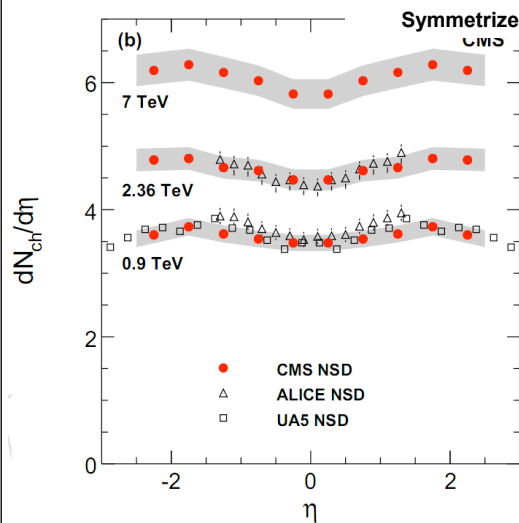 Symmetrize
(b)
CMS
6
7 TeV
4
2.36 TeV
0.9 TeV
dNch/dη
2
CMS NSD
ALICE NSD
UA5 NSD
0
-2 0 2
η